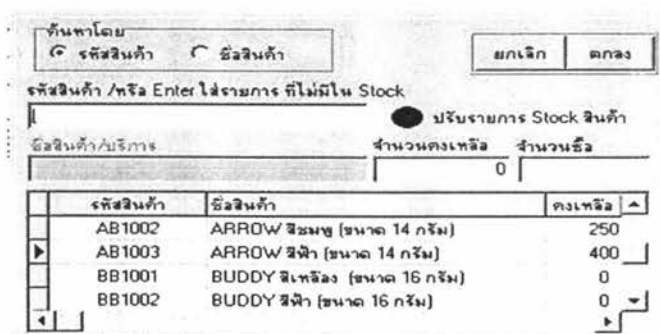 ค้นหาโดย
รหัสสินค้า ชื่อสินค้า
ยกเลิก ตกลง
รหัสสินค้า /หรือ Enter ใส่รายการ ที่ไม่มีใน Stock
ปรับรายการ Stock สินค้า
ชื่อสินค้า/บริการ จำนวนคงเหลือ จำนวนซื้อ
0
รหัสสินค้า ชื่อสินค้า คงเหลือ
AB1002 ARROW สีชมพู (ขนาด 14 กรัม) 250
AB1003 ARROW สีฟ้า (ขนาด 14 กรัม) 400
BB1001 BUDDY สีเหลือง (ขนาด 16 กรัม) 0
BB1002 BUDDY สีฟ้า (ขนาด 16 กรัม) 0